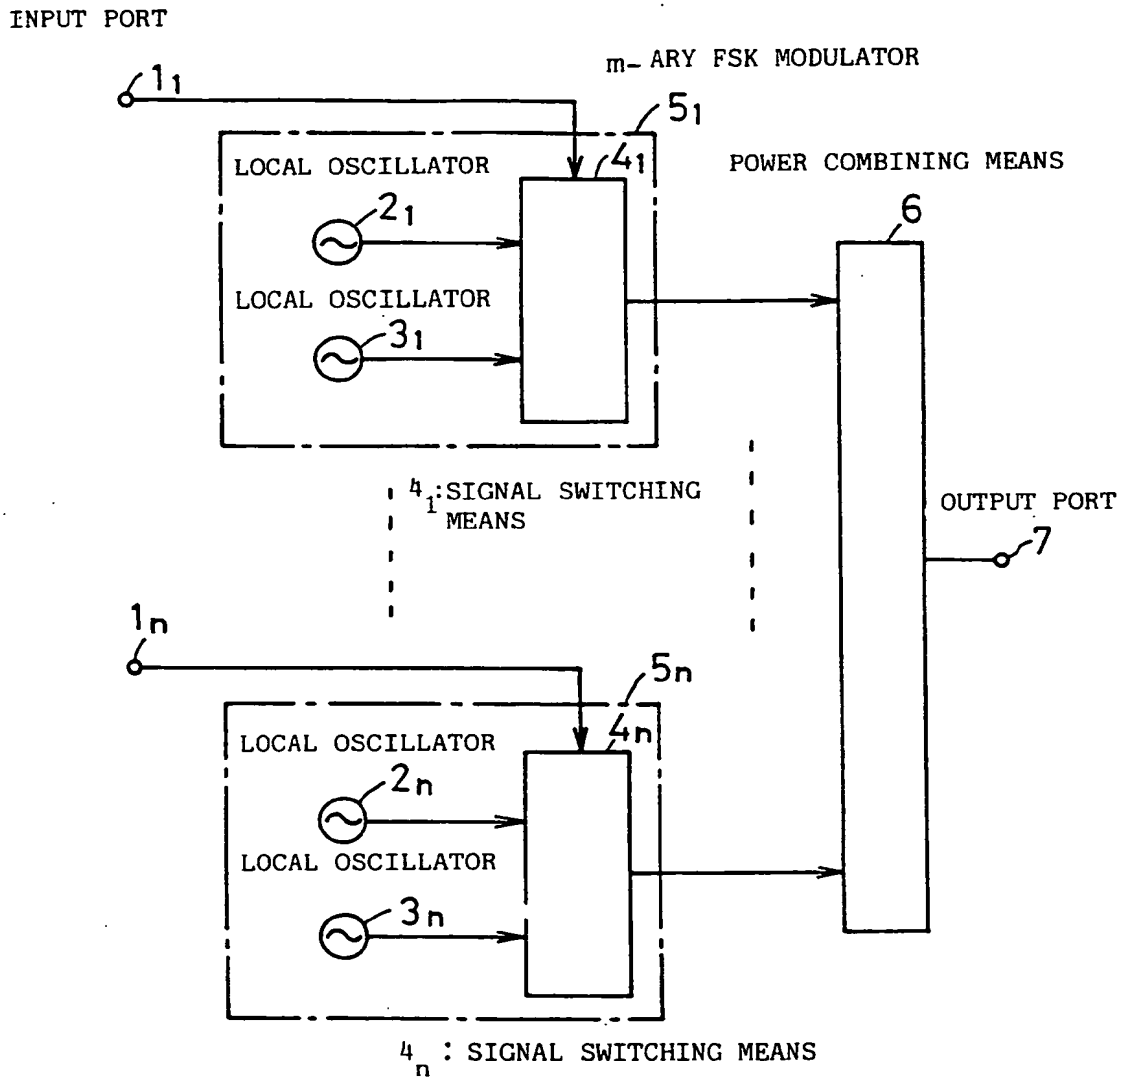 INPUT PORT
m- ARY FSK MODULATOR
1₁
5₁
LOCAL OSCILLATOR
4₁
POWER COMBINING MEANS
2₁
6
LOCAL OSCILLATOR
3₁
4₁:SIGNAL SWITCHING
MEANS
OUTPUT PORT
7
1n
5n
LOCAL OSCILLATOR
4n
2n
LOCAL OSCILLATOR
3n
4n : SIGNAL SWITCHING MEANS